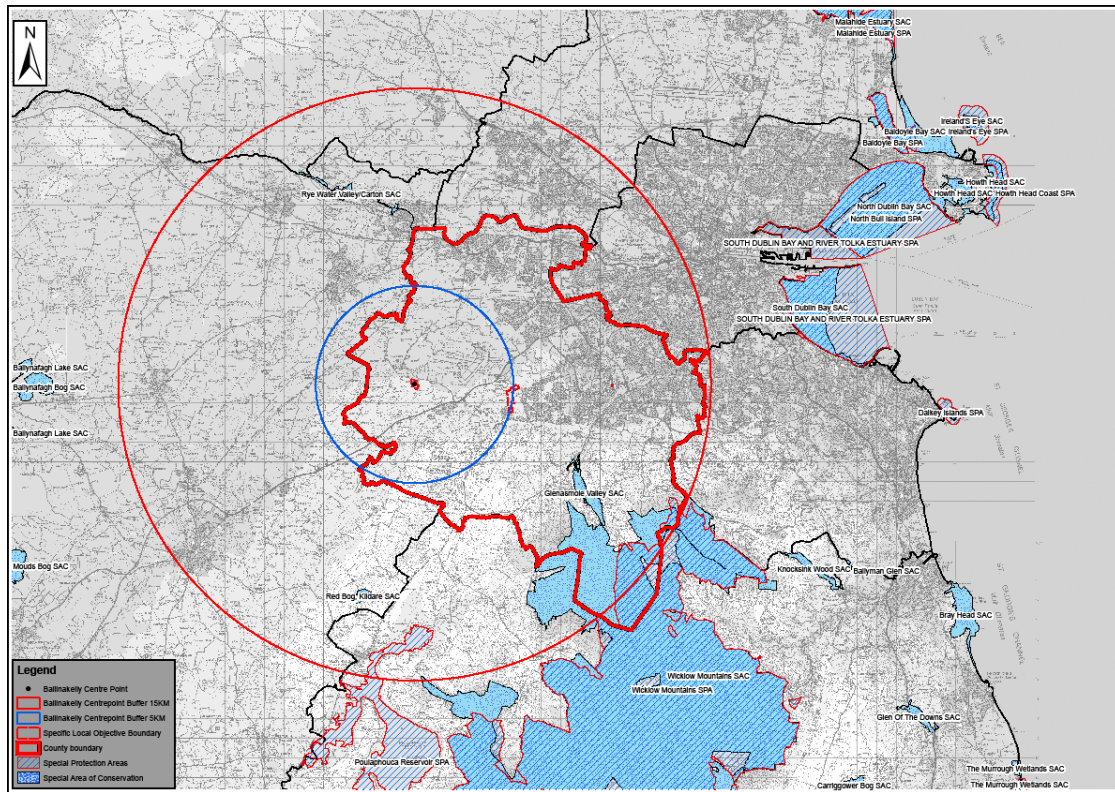 N
Malahide Estuary SAC
Malahide Estuary SPA
Ireland'S Eye SAC
Baldoyle Bay SAC
Ireland's Eye SPA
Baldoyle Bay SPA
Rye Water Valley/Carton SAC
Howth Head SAC
Howth Head SAC
Howth Head Coast SPA
North Dublin Bay SAC
North Bull Island SPA
SOUTH DUBLIN BAY AND RIVER TOLKA ESTUARY SPA
South Dublin Bay SAC
SOUTH DUBLIN BAY AND RIVER TOLKA ESTUARY SPA
Ballynafagh Lake SAC
Ballynafagh Bog SAC
Dalkey Islands SPA
Ballynafagh Lake SAC
Glenasmole Valley SAC
Mouds Bog SAC
Knocksink Wood SAC
Ballyman Glen SAC
Red Bog, Kildare SAC
Bray Head SAC
Wicklow Mountains SAC
Wicklow Mountains SPA
Glen Of The Downs SAC
Poulaphouca Reservoir SPA
The Murrough Wetlands SAC
Carriggower Bog SAC
The Murrough Wetlands SAC
Legend
Ballinakelly Centre Point
Ballinakelly Centrepoint Buffer 15KM
Ballinakelly Centrepoint Buffer 5KM
Specific Local Objective Boundary
County boundary
Special Protection Areas
Special Area of Conservation